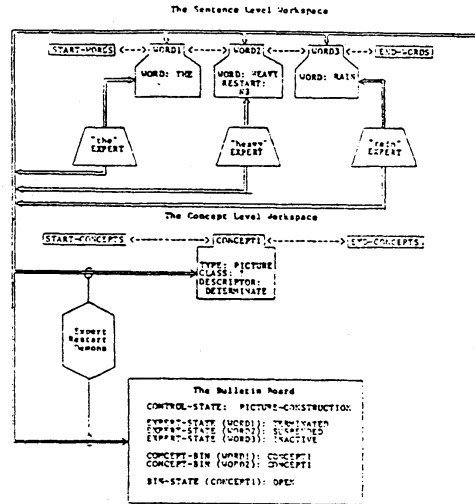 The Sentence Level Workspace
START-WORDS WORD1 WORD2 WORD3 END-WORDS
WORD: THE
WORD: HEAVY
RESTART:
N3
WORD: RAIN
"the"
EXPERT
"heavy"
EXPERT
"rain"
EXPERT
The Concept Level Workspace
START-CONCEPTS CONCEPT1 END-CONCEPTS
TYPE: PICTURE
CLASS: ?
DESCRIPTOR:
DETERMINATE
Expert
Restart
Demons
The Bulletin Board
CONTROL-STATE: PICTURE-CONSTRUCTION
EXPERT-STATE (WORD1): TERMINATED
EXPERT-STATE (WORD2): SUSPENDED
EXPERT-STATE (WORD3): INACTIVE
CONCEPT-BIN (WORD1): CONCEPT1
CONCEPT-BIN (WORD2): CONCEPT1
BIN-STATE (CONCEPT1): OPEN